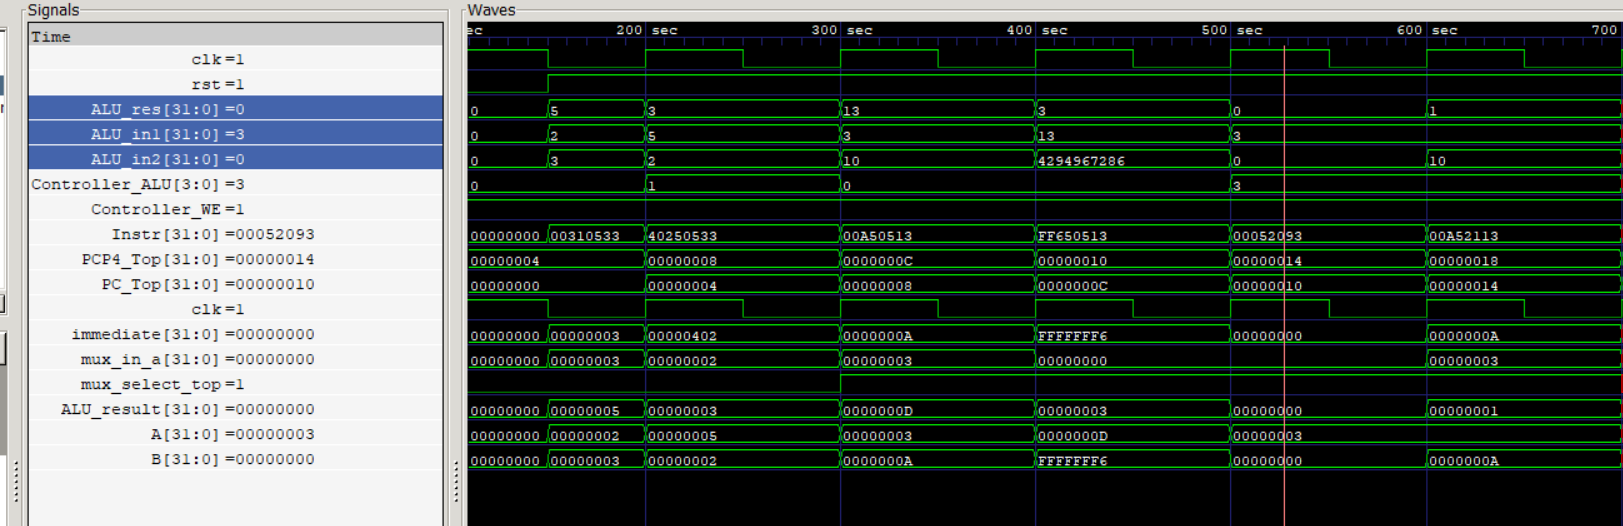 Signals
Waves
Time
ec 200 sec 300 sec 400 sec 500 sec 600 sec 700
clk=1
rst=1
ALU_res[31:0]=0 0 5 3 13 3 0 1
ALU_in1[31:0]=3 0 2 5 3 13 3
ALU_in2[31:0]=0 0 3 2 10 4294967286 0 10
Controller_ALU[3:0]=3 0 1 0 3
Controller_WE=1
Instr[31:0]=00052093 00000000 00310533 40250533 00A50513 FF650513 00052093 00A52113
PCP4_Top[31:0]=00000014 00000004 00000008 0000000C 00000010 00000014 00000018
PC_Top[31:0]=00000010 00000000 00000004 00000008 0000000C 00000010 00000014
clk=1
immediate[31:0]=00000000 00000000 00000003 00000402 0000000A FFFFFFF6 00000000 0000000A
mux_in_a[31:0]=00000000 00000000 00000003 00000002 00000003 00000000 00000003
mux_select_top=1
ALU_result[31:0]=00000000 00000000 00000005 00000003 0000000D 00000003 00000000 00000001
A[31:0]=00000003 00000000 00000002 00000005 00000003 0000000D 00000003
B[31:0]=00000000 00000000 00000003 00000002 0000000A FFFFFFF6 00000000 0000000A